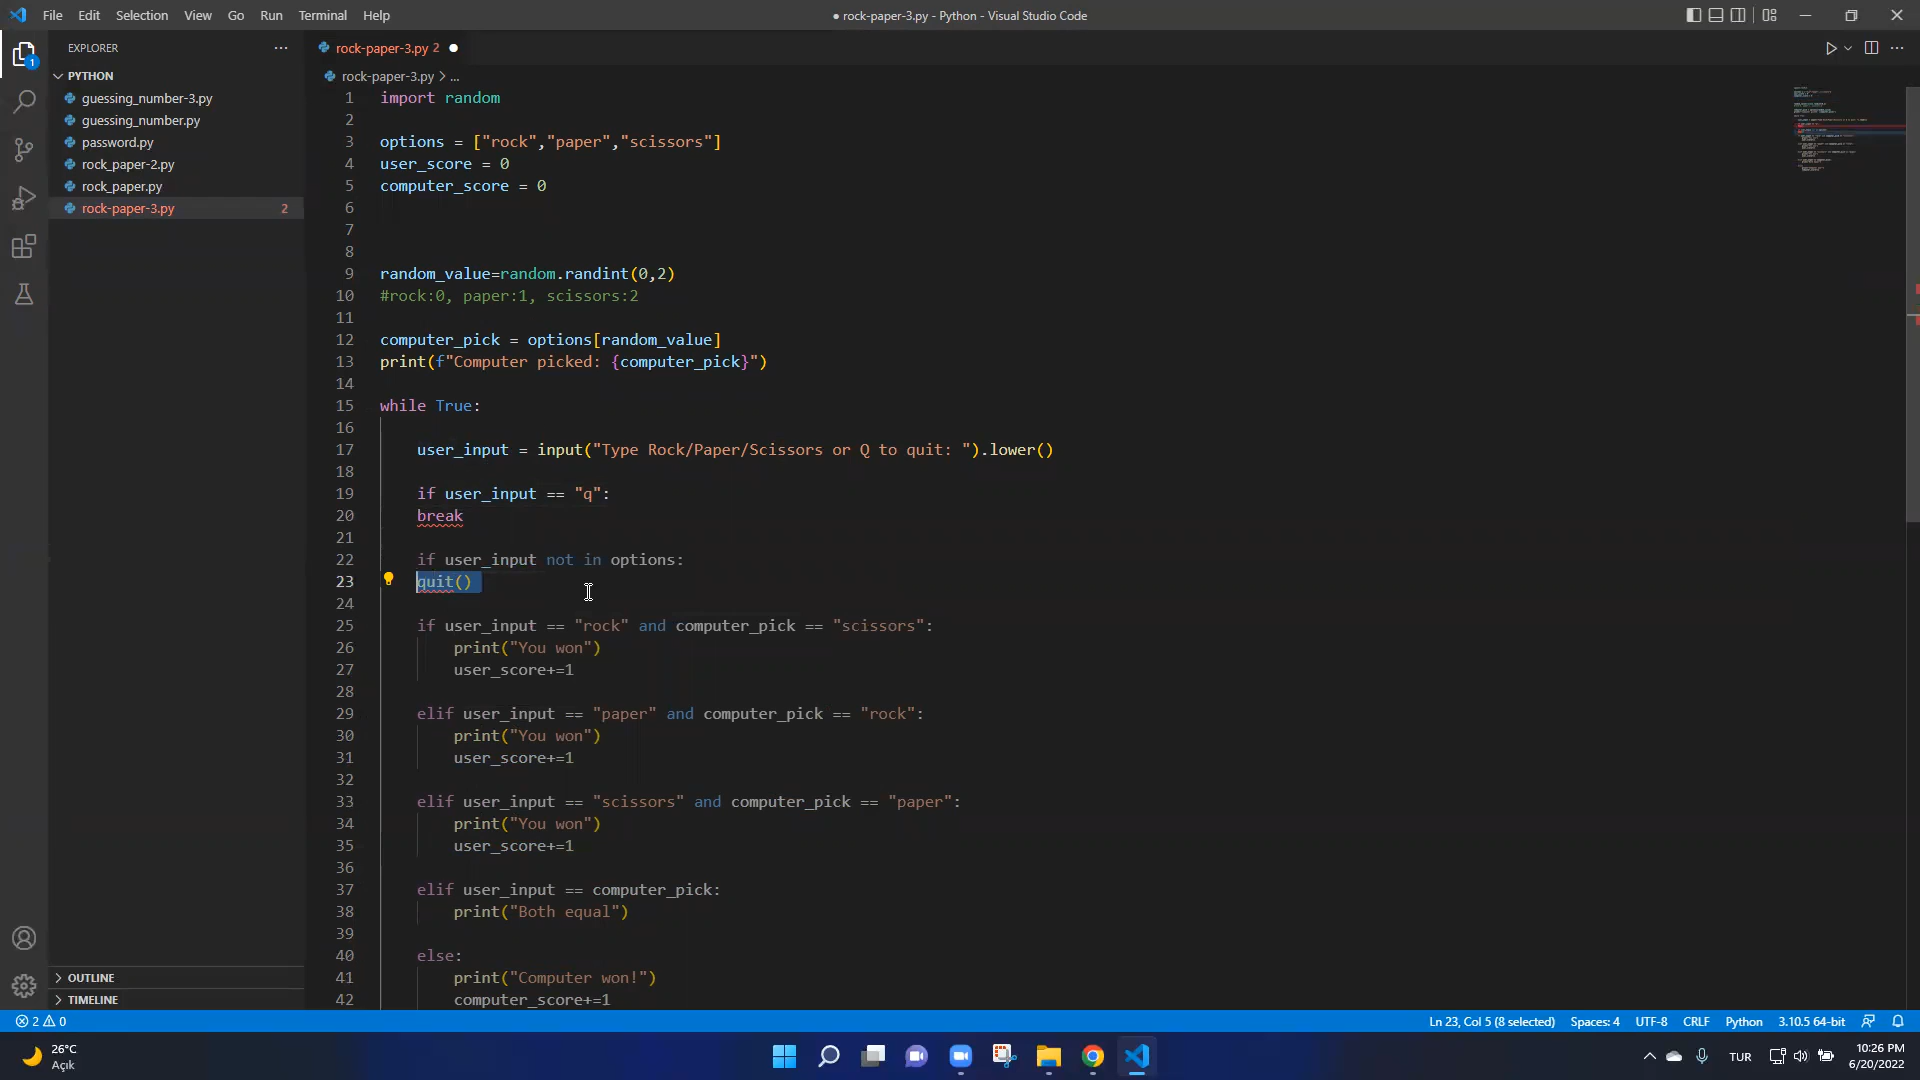 File Edit Selection View Go Run Terminal Help
● rock-paper-3.py - Python - Visual Studio Code
EXPLORER
rock-paper-3.py 2
PYTHON
rock-paper-3.py > ...
guessing_number-3.py
guessing_number.py
password.py
rock_paper-2.py
rock_paper.py
rock-paper-3.py 2
1
1 import random
2
3 options = ["rock","paper","scissors"]
4 user_score = 0
5 computer_score = 0
6
7
8
9 random_value=random.randint(0,2)
10 #rock:0, paper:1, scissors:2
11
12 computer_pick = options[random_value]
13 print(f"Computer picked: {computer_pick}")
14
15 while True:
16
17 user_input = input("Type Rock/Paper/Scissors or Q to quit: ").lower()
18
19 if user_input == "q":
20 break
21
22 if user_input not in options:
23 quit()
24
25 if user_input == "rock" and computer_pick == "scissors":
26 print("You won")
27 user_score+=1
28
29 elif user_input == "paper" and computer_pick == "rock":
30 print("You won")
31 user_score+=1
32
33 elif user_input == "scissors" and computer_pick == "paper":
34 print("You won")
35 user_score+=1
36
37 elif user_input == computer_pick:
38 print("Both equal")
39
40 else:
41 print("Computer won!")
42 computer_score+=1
OUTLINE
TIMELINE
2 0
Ln 23, Col 5 (8 selected) Spaces: 4 UTF-8 CRLF Python 3.10.5 64-bit
26°C
Açık
TUR
10:26 PM
6/20/2022